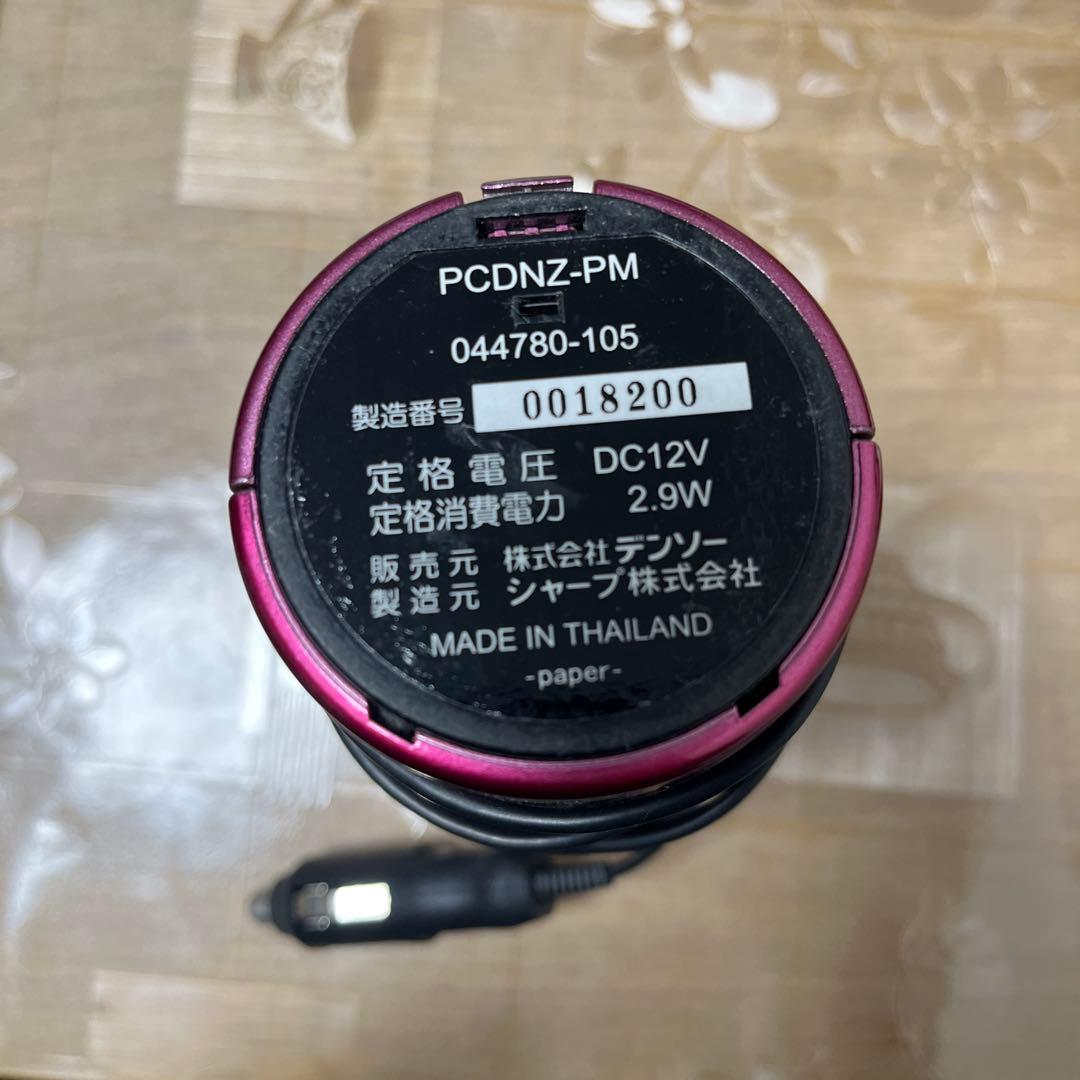 PCDNZ-PM
044780-105
製造番号 0018200
定格電圧 DC12V
定格消費電力 2.9W
販売元 株式会社デンソー
製造元 シャープ株式会社
MADE IN THAILAND
-paper-